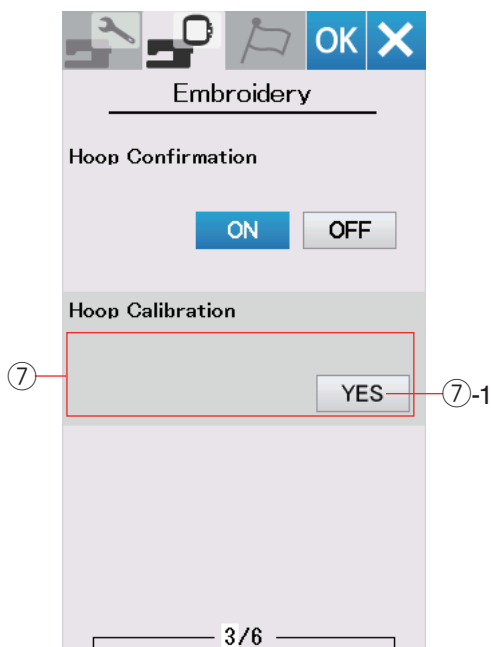 OK X
Embroidery
Hoop Confirmation
ON OFF
Hoop Calibration
⑦
YES ⑦-1
3/6